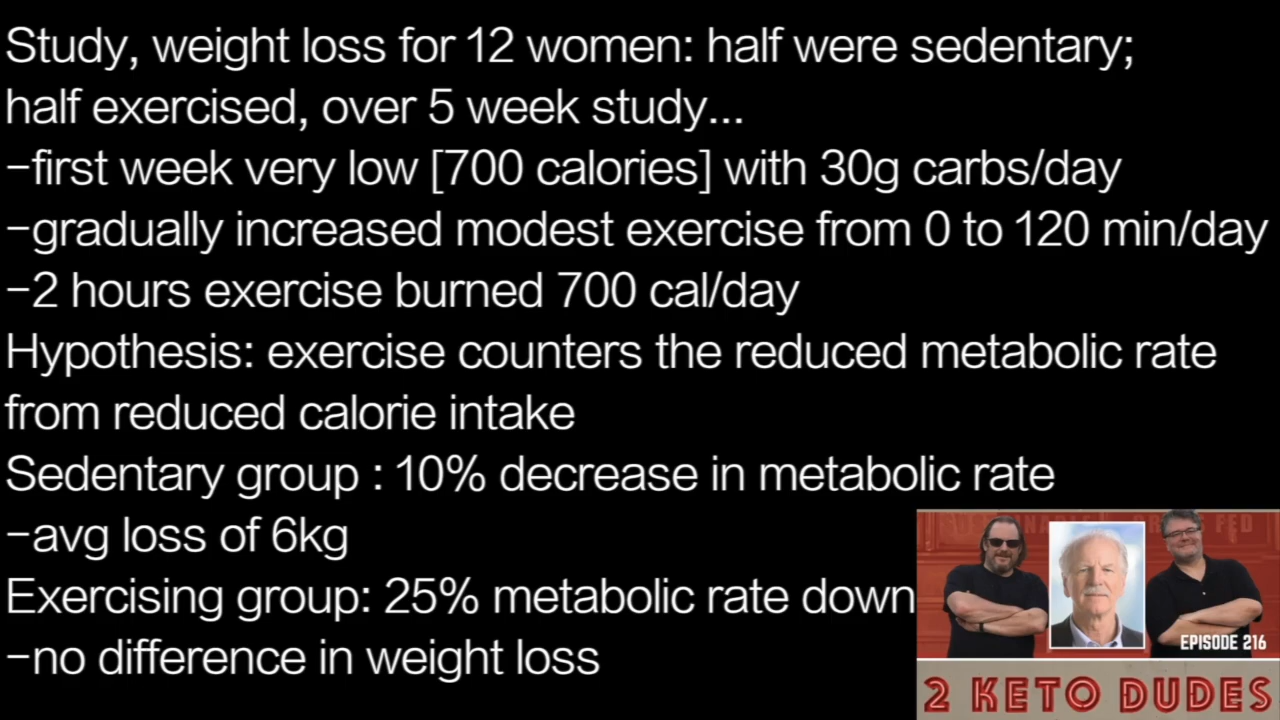 Study, weight loss for 12 women: half were sedentary;
half exercised, over 5 week study...
-first week very low [700 calories] with 30g carbs/day
-gradually increased modest exercise from 0 to 120 min/day
-2 hours exercise burned 700 cal/day
Hypothesis: exercise counters the reduced metabolic rate
from reduced calorie intake
Sedentary group : 10% decrease in metabolic rate
-avg loss of 6kg
Exercising group: 25% metabolic rate down
-no difference in weight loss
FED
EPISODE 216
2 KETO DUDES